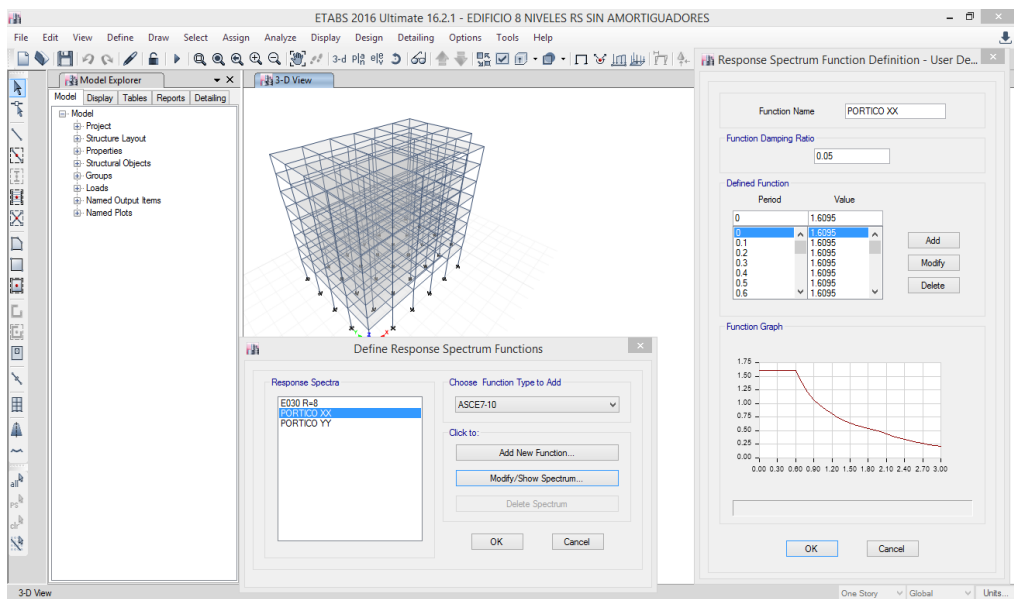 ETABS 2016 Ultimate 16.2.1 - EDIFICIO 8 NIVELES RS SIN AMORTIGUADORES
File Edit View Define Draw Select Assign Analyze Display Design Detailing Options Tools Help
3-d
Model Explorer
Model Display Tables Reports Detailing
Model
Project
Structure Layout
Properties
Structural Objects
Groups
Loads
Named Output Items
Named Plots
all
ps
clr
3-D View
Define Response Spectrum Functions
Response Spectra
E030 R=8
PORTICO XX
PORTICO YY
Choose Function Type to Add
ASCE7-10
Click to:
Add New Function...
Modify/Show Spectrum...
Delete Spectrum
OK Cancel
Response Spectrum Function Definition - User De...
Function Name PORTICO XX
Function Damping Ratio
0.05
Defined Function
Period Value
0 1.6095
0 1.6095
0.1 1.6095
0.2 1.6095
0.3 1.6095
0.4 1.6095
0.5 1.6095
0.6 1.6095
Add
Modify
Delete
Function Graph
1.75
1.50
1.25
1.00
0.75
0.50
0.25
0.00
0.00 0.30 0.60 0.90 1.20 1.50 1.80 2.10 2.40 2.70 3.00
OK Cancel
3-D View One Story Global Units...